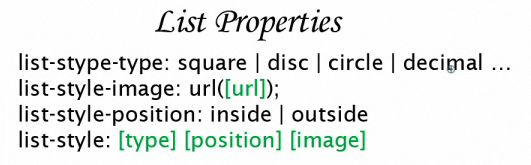 List Properties
list-stype-type: square | disc | circle | decimal ...
list-style-image: url([url]);
list-style-position: inside | outside
list-style: [type] [position] [image]